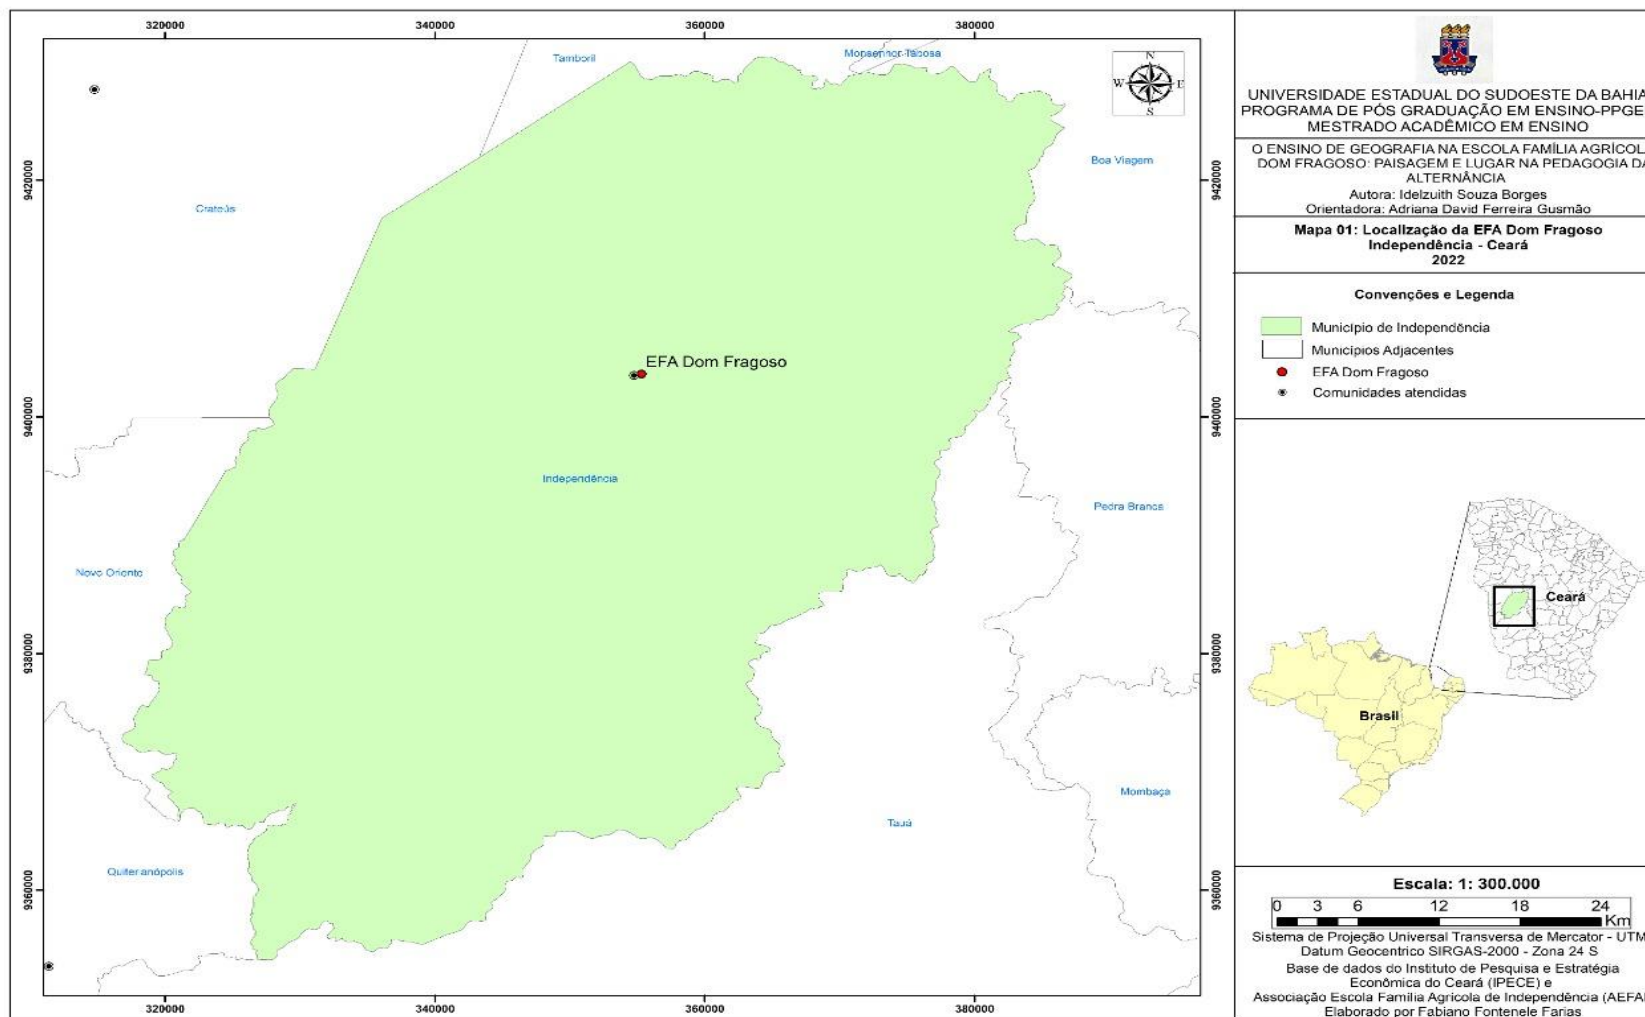 320000
340000
360000
380000
Tamboril
Monsenhor Tabosa
N
W
E
S
Boa Viagem
9420000
9420000
Crateús
EFA Dom Fragoso
9400000
9400000
Independência
Pedra Branca
Novo Oriente
9380000
9380000
Mombaça
Tauá
Quiterianópolis
9360000
9360000
320000
340000
360000
380000
UNIVERSIDADE ESTADUAL DO SUDOESTE DA BAHIA
PROGRAMA DE PÓS GRADUAÇÃO EM ENSINO-PPGE
MESTRADO ACADÊMICO EM ENSINO
O ENSINO DE GEOGRAFIA NA ESCOLA FAMÍLIA AGRÍCOL
DOM FRAGOSO: PAISAGEM E LUGAR NA PEDAGOGIA DA
ALTERNÂNCIA
Autora: Idelzuith Souza Borges
Orientadora: Adriana David Ferreira Gusmão
Mapa 01: Localização da EFA Dom Fragoso
Independência - Ceará
2022
Convenções e Legenda
Município de Independência
Municípios Adjacentes
EFA Dom Fragoso
Comunidades atendidas
Ceará
Brasil
Escala: 1: 300.000
0 3 6 12 18 24
Km
Sistema de Projeção Universal Transversa de Mercator - UTM
Datum Geocentrico SIRGAS-2000 - Zona 24 S
Base de dados do Instituto de Pesquisa e Estratégia
Econômica do Ceará (IPECE) e
Associação Escola Família Agrícola de Independência (AEFAI
Elaborado por Fabiano Fontenele Farias